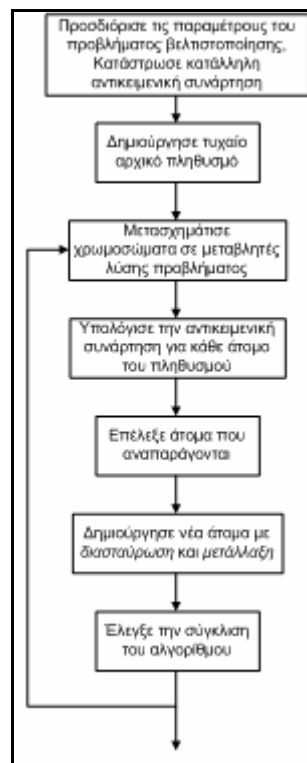 Προσδιόρισε τις παραμέτρους του
προβλήματος βελτιστοποίησης,
Κατάστρωσε κατάλληλη
αντικειμενική συνάρτηση
Δημιούργησε τυχαίο
αρχικό πληθυσμό
Μετασχημάτισε
χρωμοσώματα σε μεταβλητές
λύσης προβλήματος
Υπολόγισε την αντικειμενική
συνάρτηση για κάθε άτομο
του πληθυσμού
Επέλεξε άτομα που
αναπαράγονται
Δημιούργησε νέα άτομα με
διασταύρωση και μετάλλαξη
Έλεγξε την σύγκλιση
του αλγορίθμου